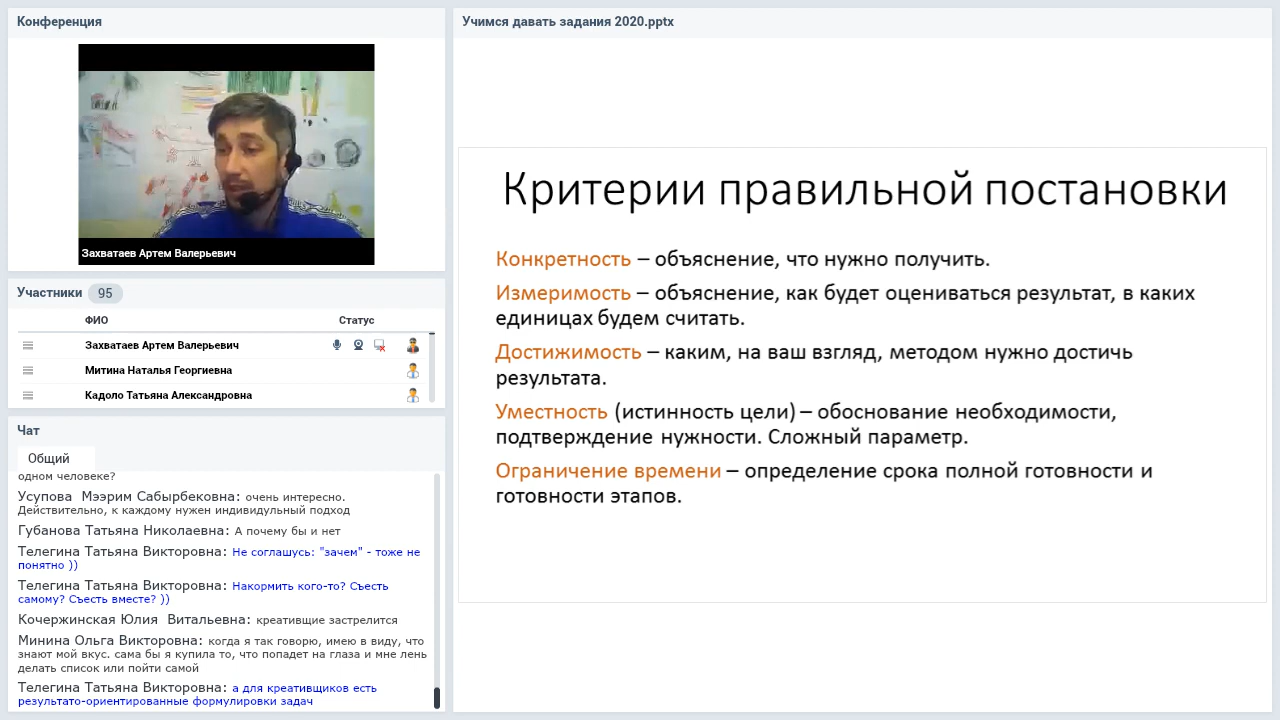 Конференция
Захватаев Артем Валерьевич
Участники 95
ФИО Статус
Захватаев Артем Валерьевич
Митина Наталья Георгиевна
Кадоло Татьяна Александровна
Чат
Общий
одном человеке?
Усупова Мээрим Сабырбековна: очень интересно.
Действительно, к каждому нужен индивидульный подход
Губанова Татьяна Николаевна: А почему бы и нет
Телегина Татьяна Викторовна: Не соглашусь: "зачем" - тоже не
понятно ))
Телегина Татьяна Викторовна: Накормить кого-то? Съесть
самому? Съесть вместе? ))
Кочержинская Юлия Витальевна: креативщие застрелится
Минина Ольга Викторовна: когда я так говорю, имею в виду, что
знают мой вкус. сама бы я купила то, что попадет на глаза и мне лень
делать список или пойти самой
Телегина Татьяна Викторовна: а для креативщиков есть
результато-ориентированные формулировки задач
Учимся давать задания 2020.pptx
Критерии правильной постановки
Конкретность – объяснение, что нужно получить.
Измеримость – объяснение, как будет оцениваться результат, в каких
единицах будем считать.
Достижимость – каким, на ваш взгляд, методом нужно достичь
результата.
Уместность (истинность цели) – обоснование необходимости,
подтверждение нужности. Сложный параметр.
Ограничение времени – определение срока полной готовности и
готовности этапов.